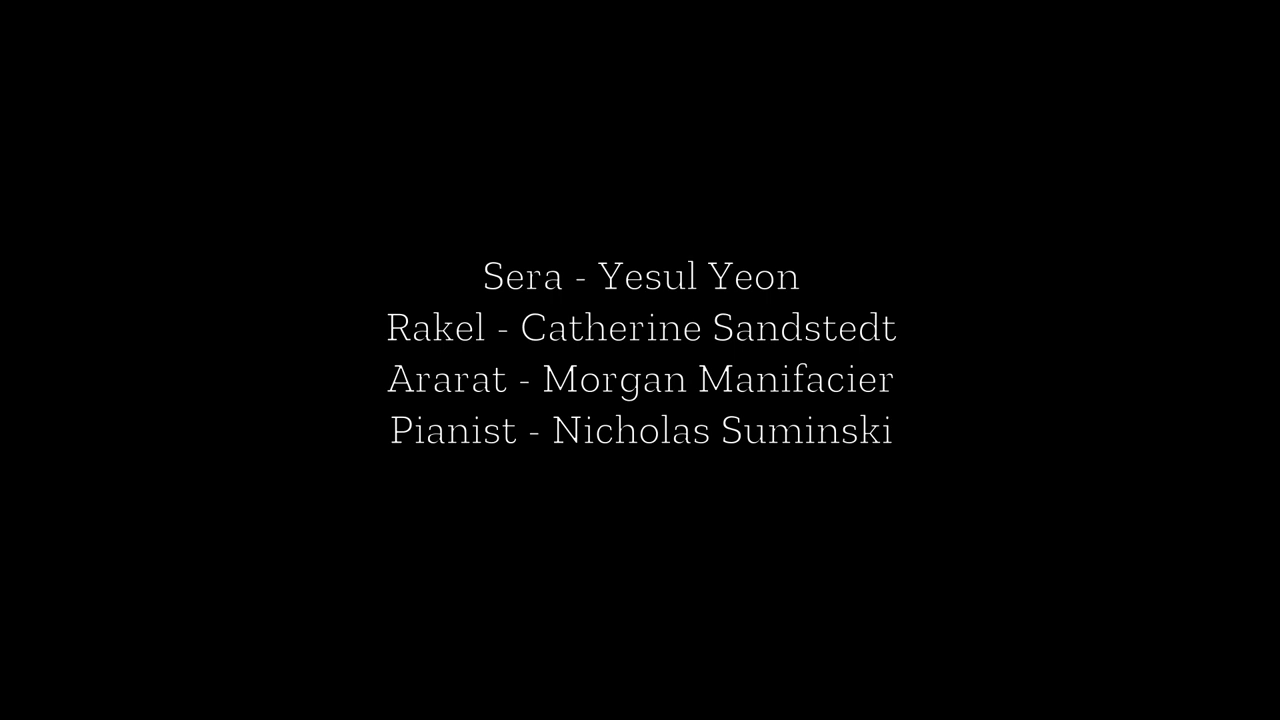 Sera - Yesul Yeon
Rakel - Catherine Sandstedt
Ararat - Morgan Manifacier
Pianist - Nicholas Suminski